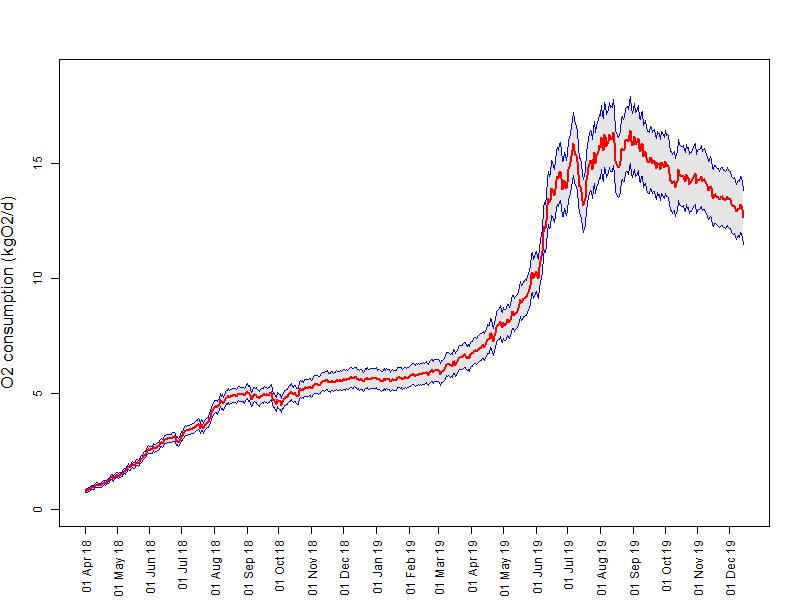 O2 consumption (kgO2/d)
15
10
5
0
01 Apr 18
01 May 18
01 Jun 18
01 Jul 18
01 Aug 18
01 Sep 18
01 Oct 18
01 Nov 18
01 Dec 18
01 Jan 19
01 Feb 19
01 Mar 19
01 Apr 19
01 May 19
01 Jun 19
01 Jul 19
01 Aug 19
01 Sep 19
01 Oct 19
01 Nov 19
01 Dec 19